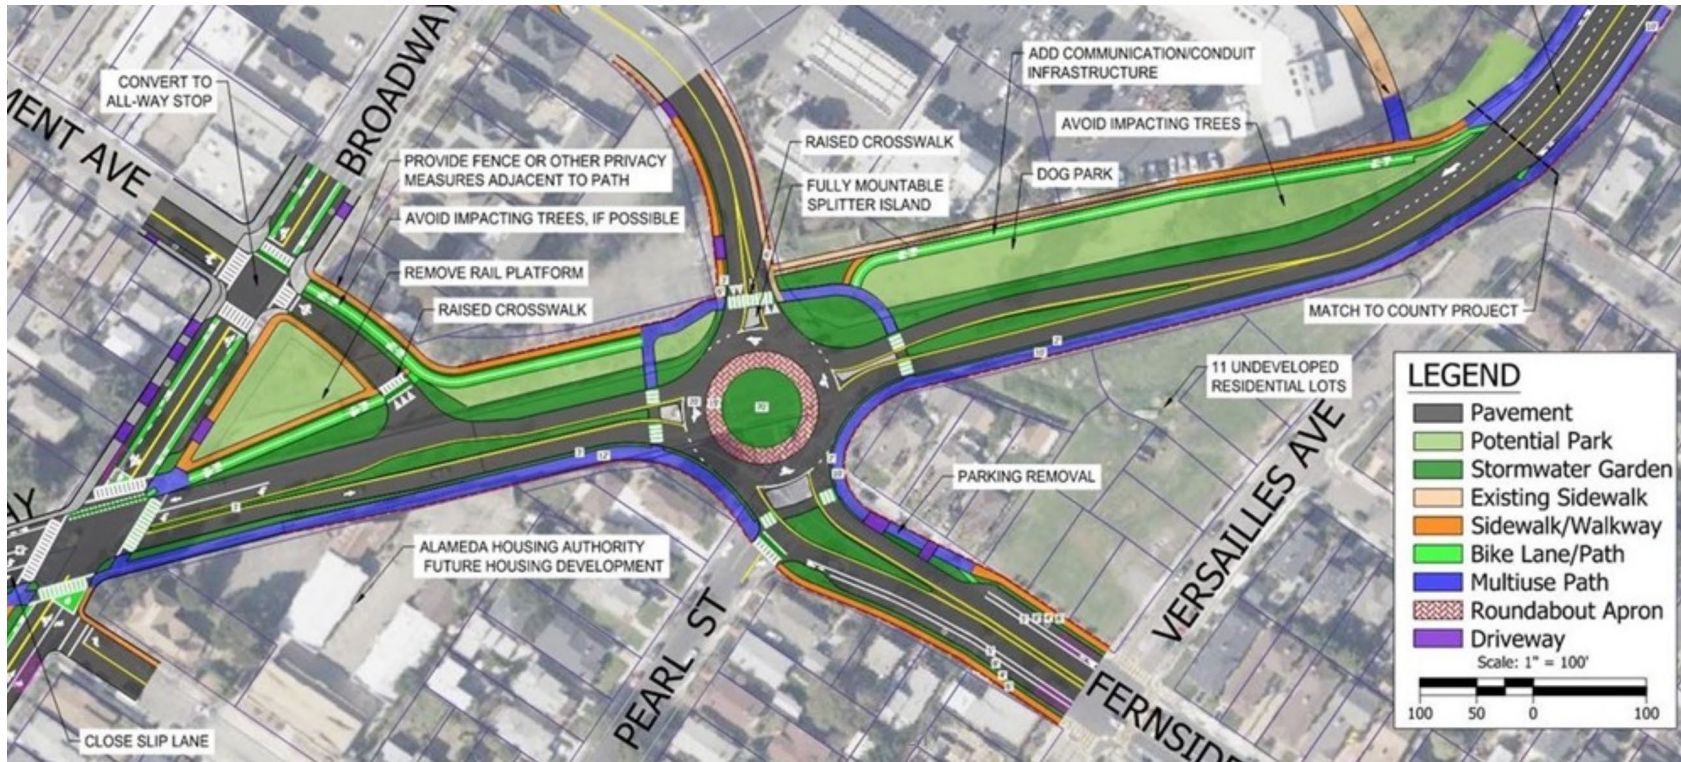 CONVERT TO
ALL-WAY STOP
MENT AVE
BROADWAY
PROVIDE FENCE OR OTHER PRIVACY
MEASURES ADJACENT TO PATH
AVOID IMPACTING TREES, IF POSSIBLE
REMOVE RAIL PLATFORM
RAISED CROSSWALK
RAISED CROSSWALK
FULLY MOUNTABLE
SPLITTER ISLAND
ADD COMMUNICATION/CONDUIT
INFRASTRUCTURE
AVOID IMPACTING TREES
DOG PARK
MATCH TO COUNTY PROJECT
11 UNDEVELOPED
RESIDENTIAL LOTS
PARKING REMOVAL
ALAMEDA HOUSING AUTHORITY
FUTURE HOUSING DEVELOPMENT
CLOSE SLIP LANE
PEARL ST
VERSAILLES AVE
FERNSIDE
LEGEND
Pavement
Potential Park
Stormwater Garden
Existing Sidewalk
Sidewalk/Walkway
Bike Lane/Path
Multiuse Path
Roundabout Apron
Driveway
Scale: 1" = 100'
100 50 0 100